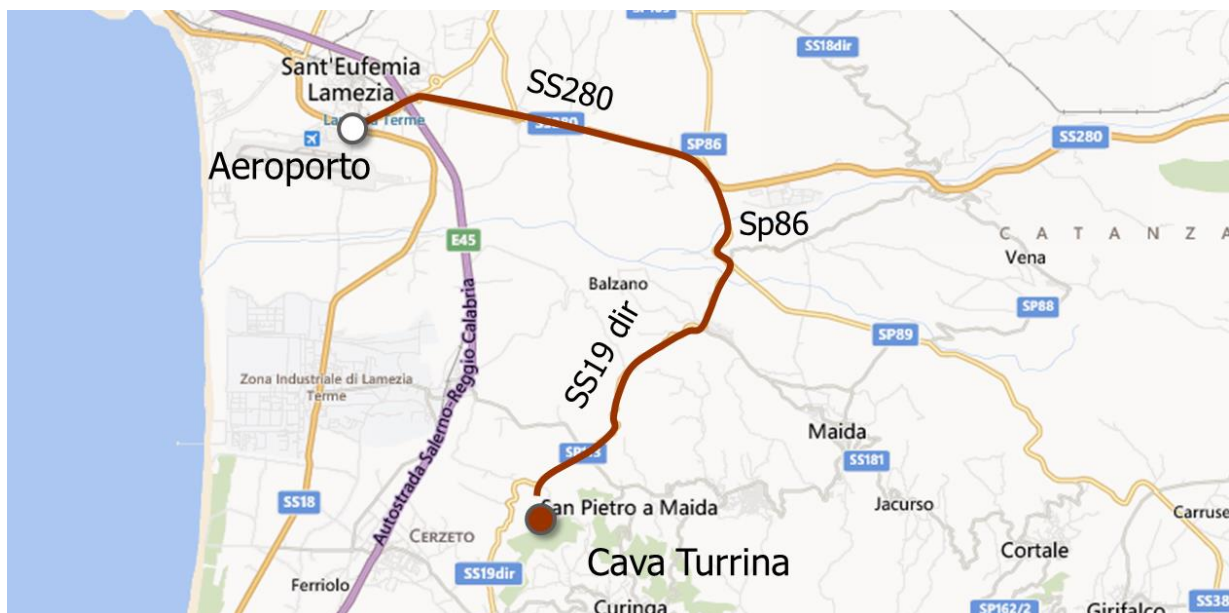 SS18dir
Sant'Eufemia
Lamezia
SS280
SS280
SP86
SS280
Aeroporto
Sp86
E45
CATANZA
Vena
Balzano
SP88
SS19 dir
SP89
Zona Industriale di Lamezia
Terme
Autostrada Salerno-Reggio Calabria
Maida
SS181
SS18
San Pietro a Maida
Jacurso
Carruse
CERZETO
Cortale
Cava Turrina
SS19dir
Ferriolo
Curinga
SP162/2
Girifalco